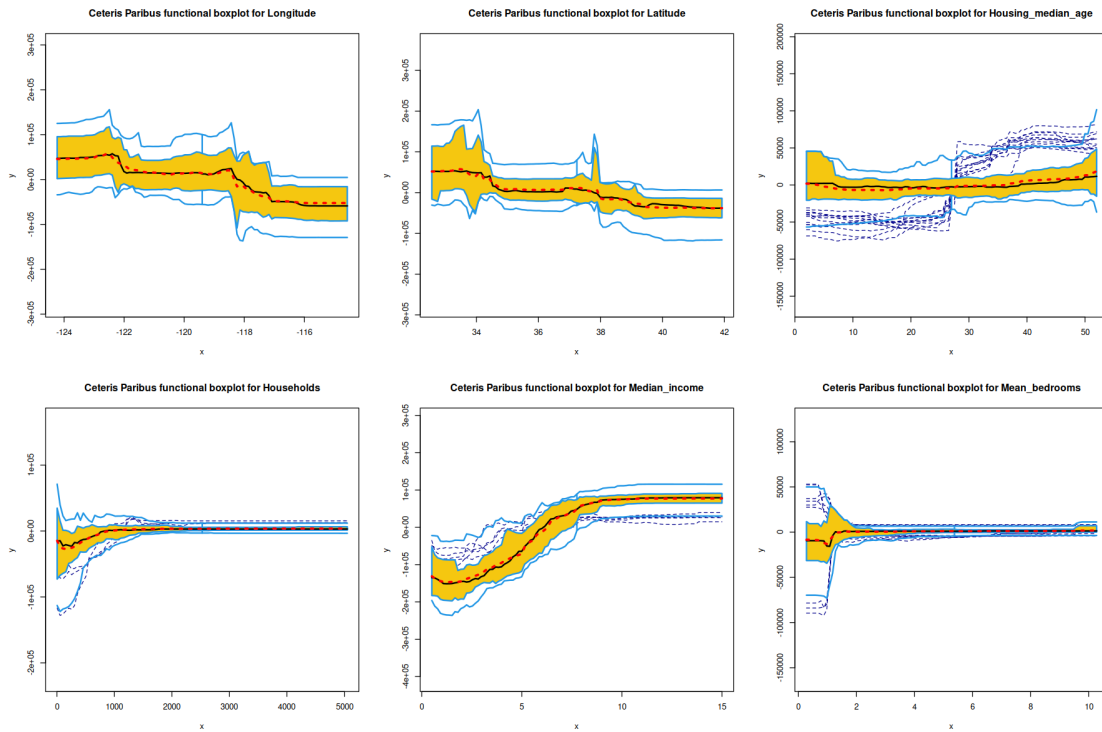 Ceteris Paribus functional boxplot for Longitude
Ceteris Paribus functional boxplot for Latitude
Ceteris Paribus functional boxplot for Housing_median_age
y
3e+05
2e+05
1e+05
0e+00
-1e+05
-2e+05
-3e+05
-124 -122 -120 -118 -116
x
y
3e+05
2e+05
1e+05
0e+00
-1e+05
-2e+05
-3e+05
34 36 38 40 42
x
y
200000
150000
100000
50000
0
-50000
-100000
-150000
0 10 20 30 40 50
x
Ceteris Paribus functional boxplot for Households
Ceteris Paribus functional boxplot for Median_income
Ceteris Paribus functional boxplot for Mean_bedrooms
y
1e+05
0e+00
-1e+05
-2e+05
0 1000 2000 3000 4000 5000
x
y
3e+05
2e+05
1e+05
0e+00
-1e+05
-2e+05
-3e+05
-4e+05
0 5 10 15
x
y
100000
50000
0
-50000
-100000
-150000
0 2 4 6 8 10
x